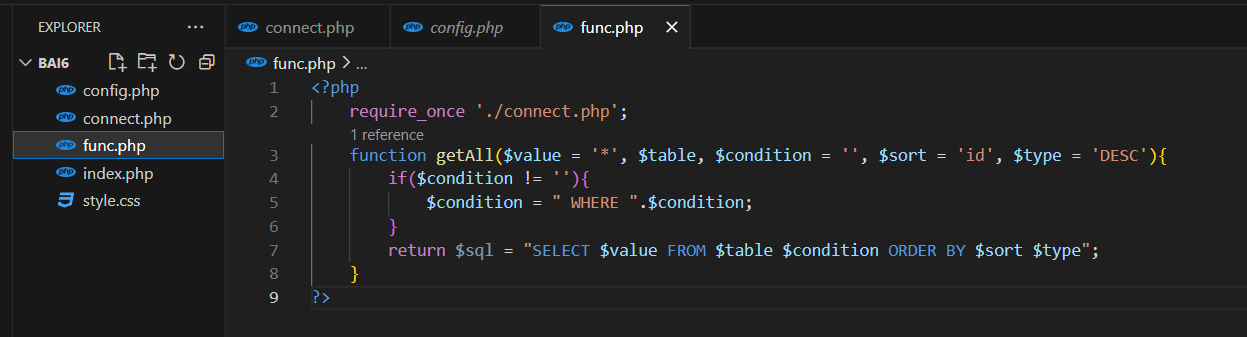 EXPLORER
...
connect.php
config.php
func.php
BAI6
config.php
connect.php
func.php
index.php
style.css
func.php > ...
1 <?php
2 require_once './connect.php';
1 reference
3 function getAll($value = '*', $table, $condition = '', $sort = 'id', $type = 'DESC'){
4 if($condition != ''){
5 $condition = " WHERE ".$condition;
6 }
7 return $sql = "SELECT $value FROM $table $condition ORDER BY $sort $type";
8 }
9 ?>